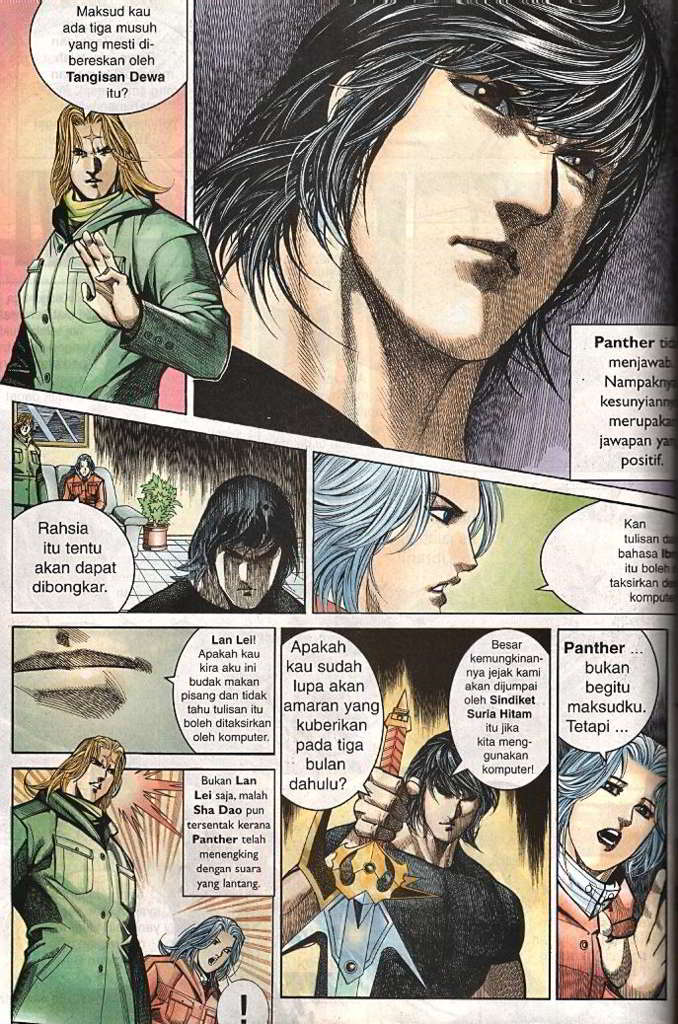 Maksud kau
ada tiga musuh
yang mesti di-
bereskan oleh
Tangisan Dewa
itu?
Panther
menjawab.
kesunyiann
merupakan
jawapan
positif.
Rahsia
itu tentu
akan dapat
dibongkar.
Kan
tulisan
bahasa
itu boleh
taksirkan
Lan Lei!
Apakah kau
kira aku ini
budak makan
pisang dan tidak
tahu tulisan itu
boleh ditaksirkan
oleh komputer.
Bukan Lan
Lei saja, malah
Sha Dao pun
tersentak kerana
Panther telah
menengking
dengan suara
yang lantang.
!
Apakah
kau sudah
lupa akan
amaran yang
kuberikan
pada tiga
bulan
dahulu?
Besar
kemungkinan-
nya jejak kami
akan dijumpai
oleh Sindiket
Suria Hitam
itu jika
kita meng-
gunakan
komputer!
Panther ...
bukan
begitu
maksudku.
Tetapi ...